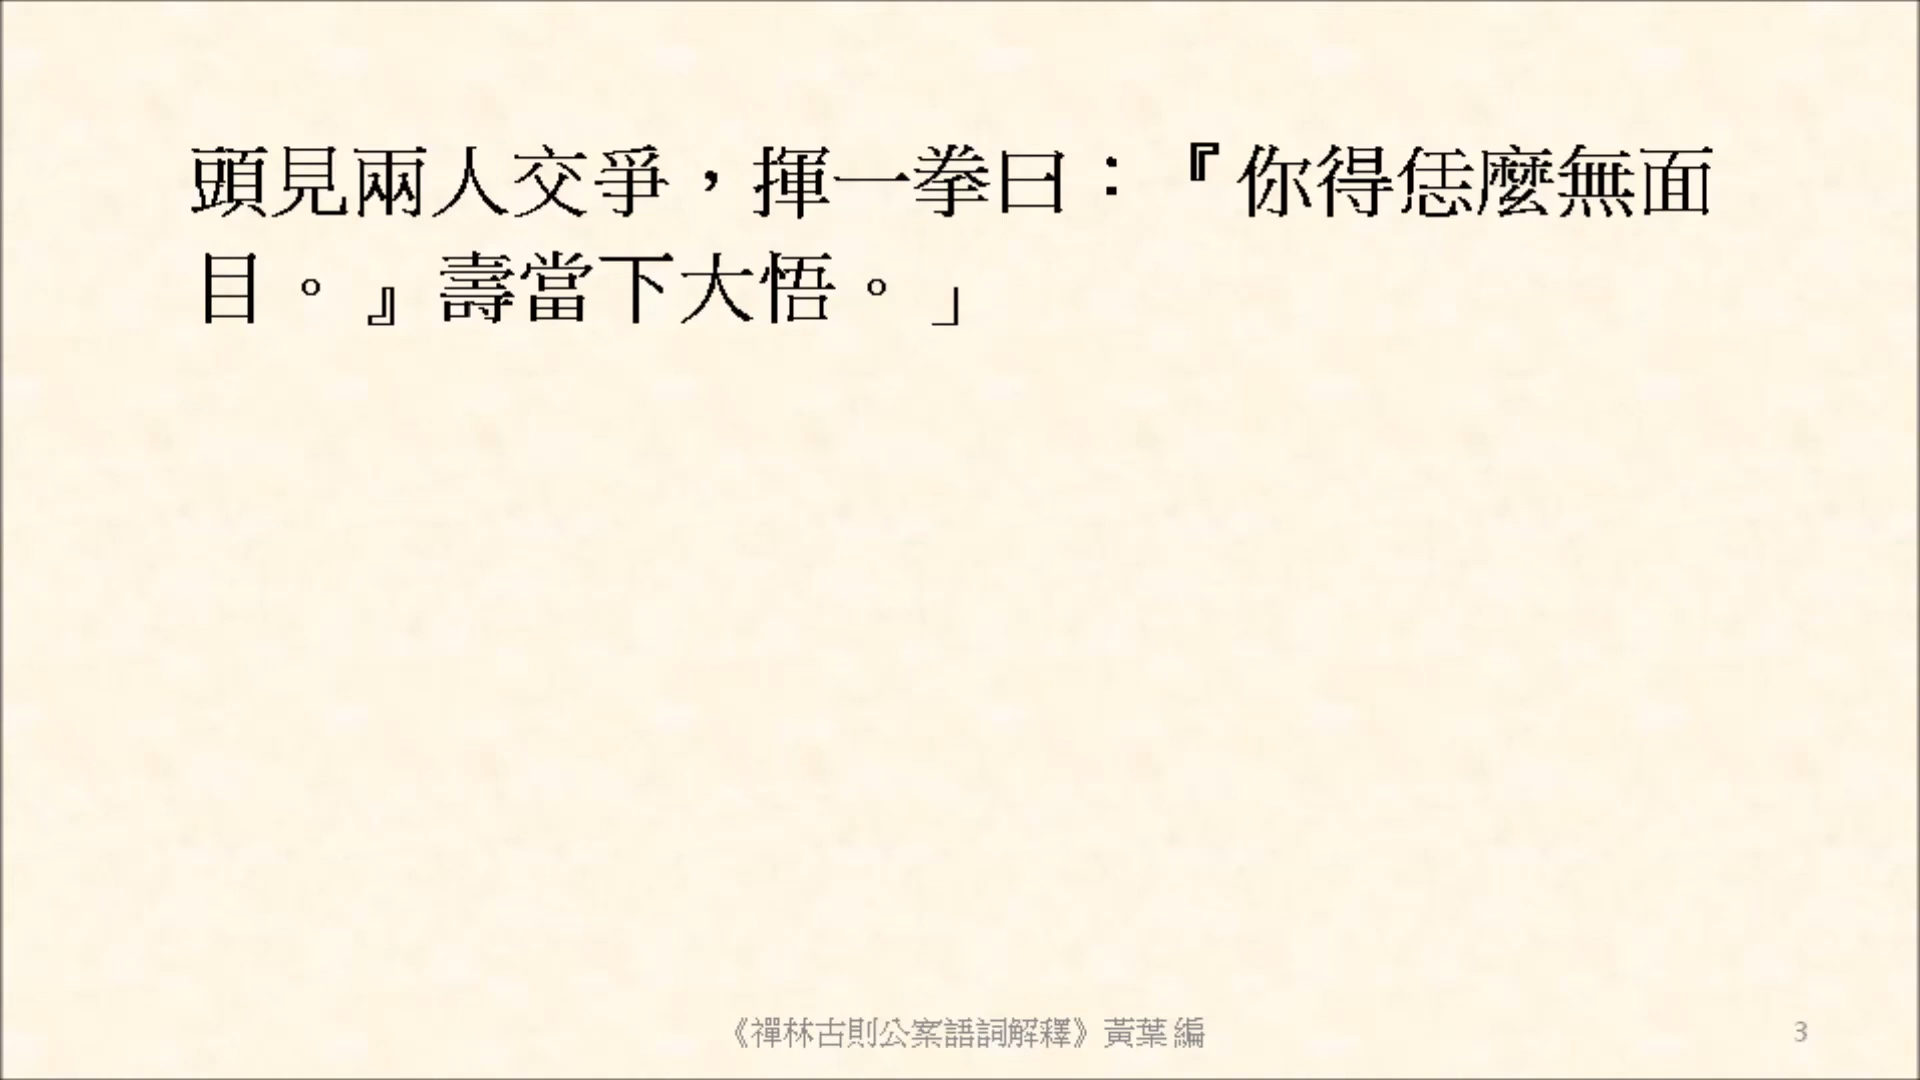 頭見兩人交爭，揮一拳曰：『你得恁麼無面
目。』壽當下大悟。」
《禪林古則公案語詞解釋》黃葉 編
3